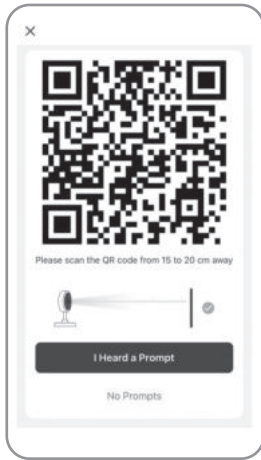 Please scan the QR code from 15 to 20 cm away
I Heard a Prompt
No Prompts